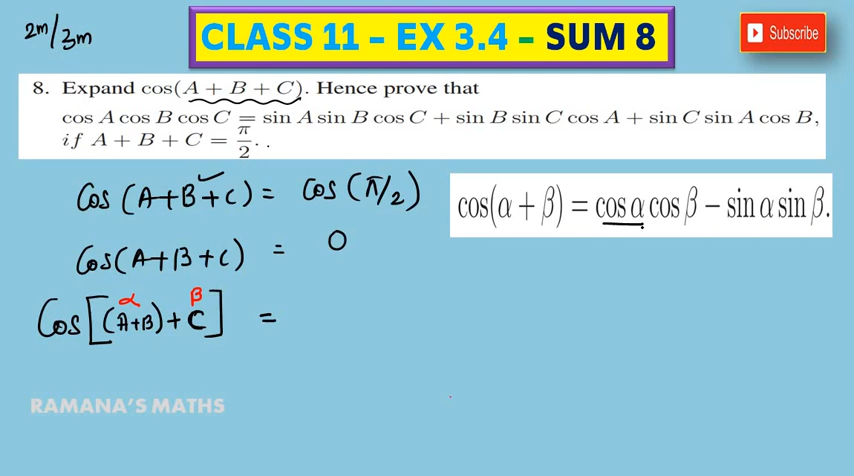 2m/3m
CLASS 11 – EX 3.4 – SUM 8
Subscribe
8. Expand cos(A + B + C). Hence prove that
cos A cos B cos C = sin A sin B cos C + sin B sin C cos A + sin C sin A cos B,
if A + B + C = π/2. .
Cos (A+B+C) = cos (π/2)
cos(α + β) = cos α cos β − sin α sin β.
Cos(A+B+C) = 0
α β
Cos[(A+B)+C] =
RAMANA'S MATHS